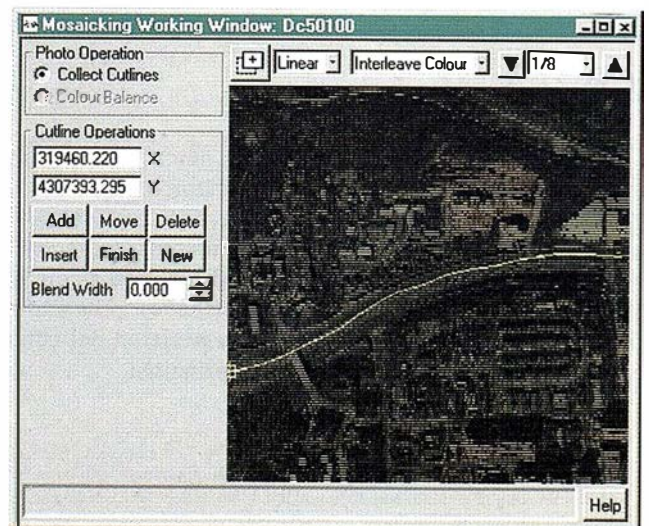 Mosaicking Working Window: Dc50100
Photo Operation
Collect Cutlines
Colour Balance
Linear
Interleave Colour
1/8
Cutline Operations
319460.220 X
4307393.295 Y
Add Move Delete
Insert Finish New
Blend Width 0.000
Help